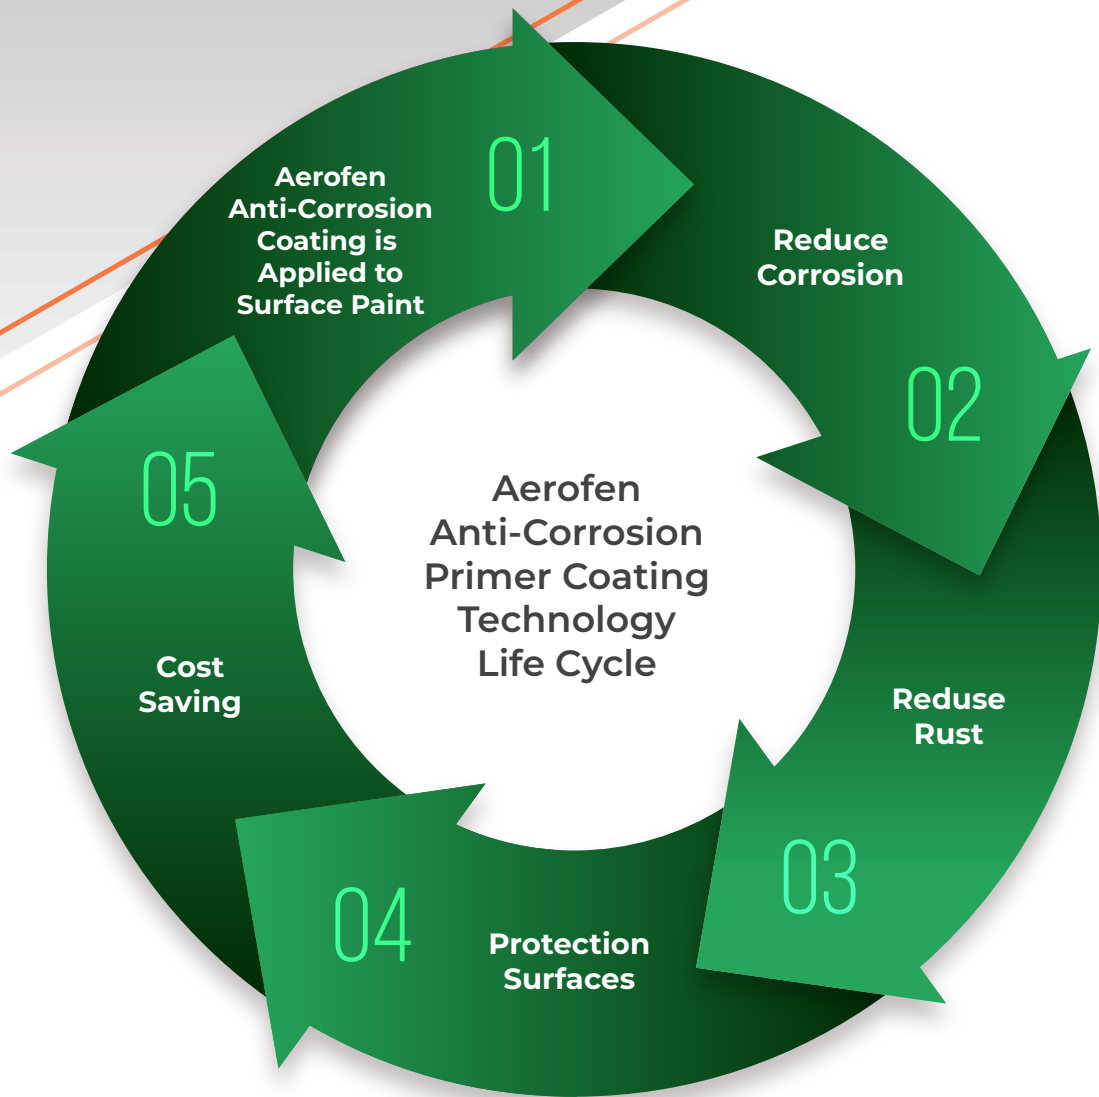 01
Aerofen
Anti-Corrosion
Coating is
Applied to
Surface Paint
Reduce
Corrosion
02
Reduse
Rust
03
04
Protection
Surfaces
05
Cost
Saving
Aerofen
Anti-Corrosion
Primer Coating
Technology
Life Cycle